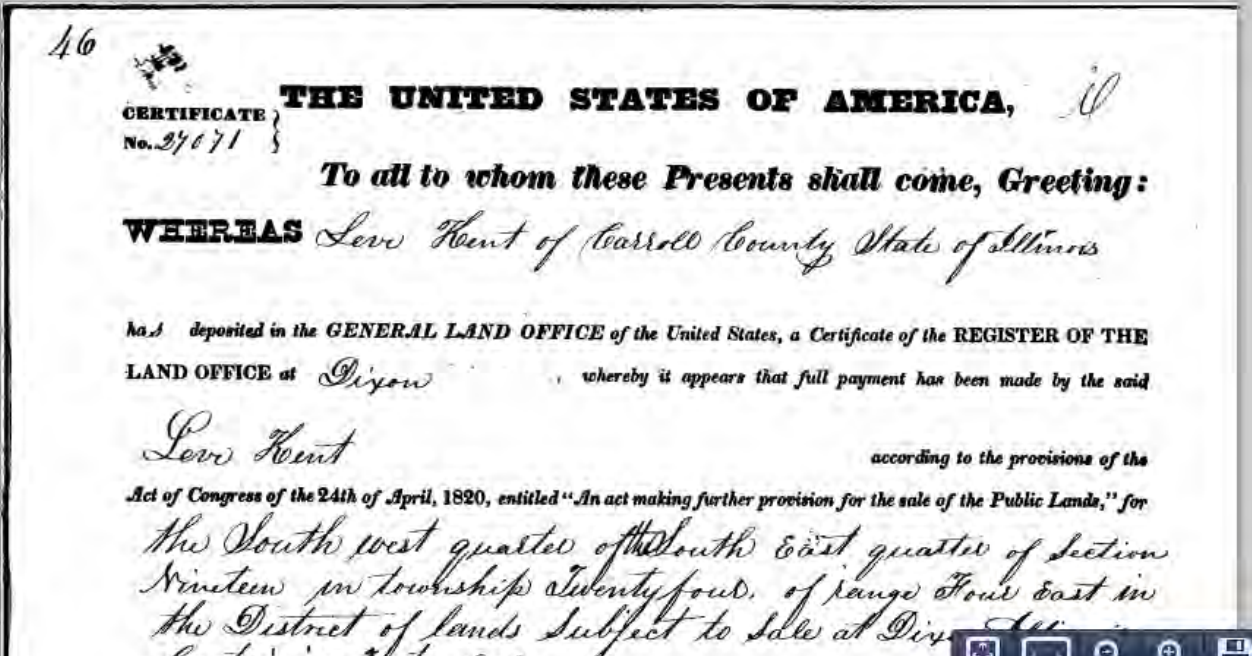 46
THE UNITED STATES OF AMERICA,
CERTIFICATE
No. 37071
To all to whom these Presents shall come, Greeting:
WHEREAS Levi Kent of Carroll County State of Illinois
has deposited in the GENERAL LAND OFFICE of the United States, a Certificate of the REGISTER OF THE
LAND OFFICE at Dixon , whereby it appears that full payment has been made by the said
Levi Kent according to the provisions of the
Act of Congress of the 24th of April, 1820, entitled "An act making further provision for the sale of the Public Lands," for
the South west quarter of the South East quarter of Section
Nineteen in township Twenty four, of range Four East in
the District of lands Subject to Sale at